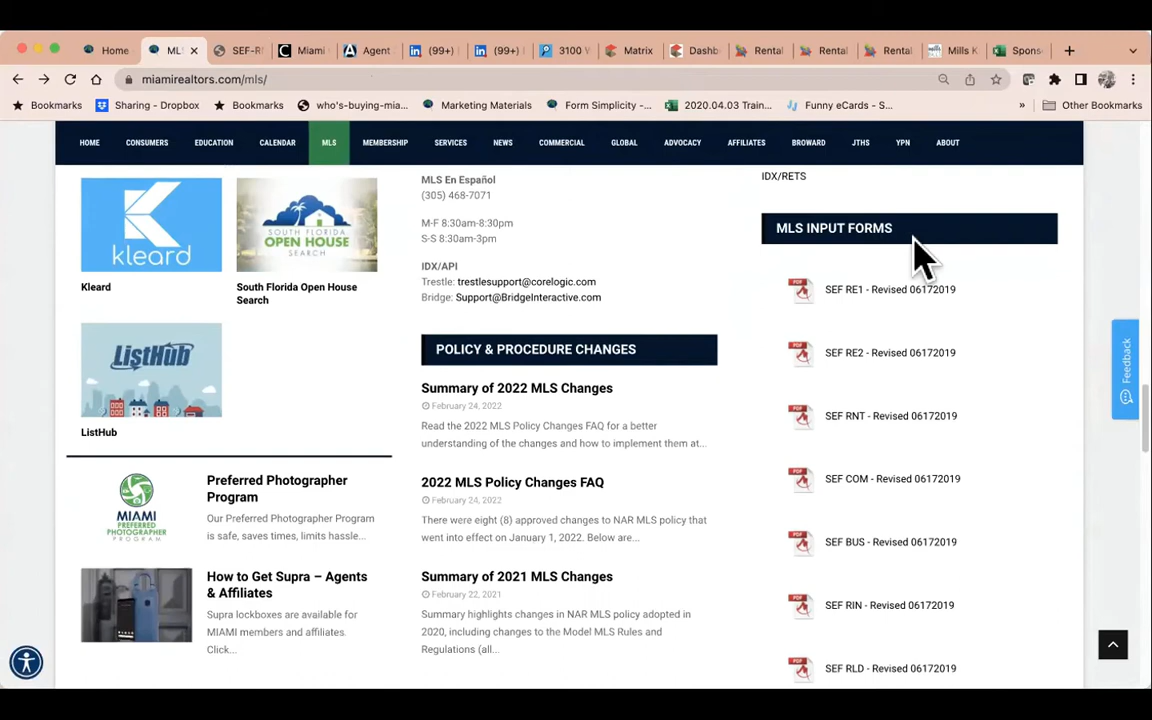 Home
MLS
SEF-R
Miami
Agent
(99+)
(99+)
3100 V
Matrix
Dashb
Rental
Rental
Rental
Mills K
Spons
miamirealtors.com/mls/
Bookmarks
Sharing - Dropbox
Bookmarks
who's-buying-mia...
Marketing Materials
Form Simplicity -...
2020.04.03 Train...
Funny eCards - S...
»
Other Bookmarks
HOME CONSUMERS EDUCATION CALENDAR MLS MEMBERSHIP SERVICES NEWS COMMERCIAL GLOBAL ADVOCACY AFFILIATES BROWARD JTHS YPN ABOUT
kleard
Kleard
SOUTH FLORIDA
OPEN HOUSE
SEARCH
South Florida Open House
Search
ListHub
ListHub
MIAMI
PREFERRED
PHOTOGRAPHER
PROGRAM
Preferred Photographer
Program
Our Preferred Photographer Program
is safe, saves times, limits hassle...
How to Get Supra – Agents
& Affiliates
Supra lockboxes are available for
MIAMI members and affiliates.
Click...
MLS En Español
(305) 468-7071
M-F 8:30am-8:30pm
S-S 8:30am-3pm
IDX/API
Trestle: trestlesupport@corelogic.com
Bridge: Support@BridgeInteractive.com
POLICY & PROCEDURE CHANGES
Summary of 2022 MLS Changes
February 24, 2022
Read the 2022 MLS Policy Changes FAQ for a better
understanding of the changes and how to implement them at...
2022 MLS Policy Changes FAQ
February 24, 2022
There were eight (8) approved changes to NAR MLS policy that
went into effect on January 1, 2022. Below are...
Summary of 2021 MLS Changes
February 22, 2021
Summary highlights changes in NAR MLS policy adopted in
2020, including changes to the Model MLS Rules and
Regulations (all...
IDX/RETS
MLS INPUT FORMS
PDF
SEF RE1 - Revised 06172019
PDF
SEF RE2 - Revised 06172019
PDF
SEF RNT - Revised 06172019
PDF
SEF COM - Revised 06172019
PDF
SEF BUS - Revised 06172019
PDF
SEF RIN - Revised 06172019
PDF
SEF RLD - Revised 06172019
Feedback